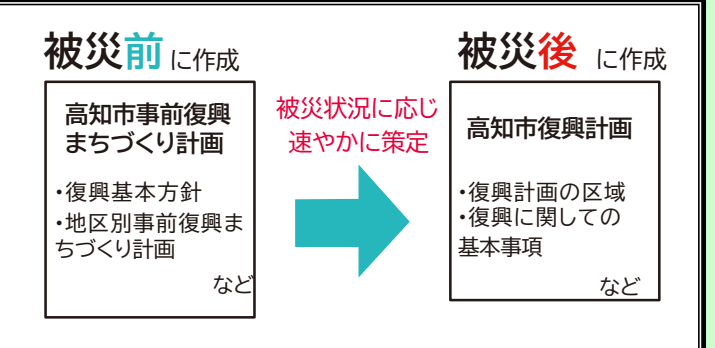 被災前に作成
高知市事前復興
まちづくり計画
・復興基本方針
・地区別事前復興ま
ちづくり計画
など
被災状況に応じ
速やかに策定
被災後 に作成
高知市復興計画
・復興計画の区域
・復興に関しての
基本事項
など